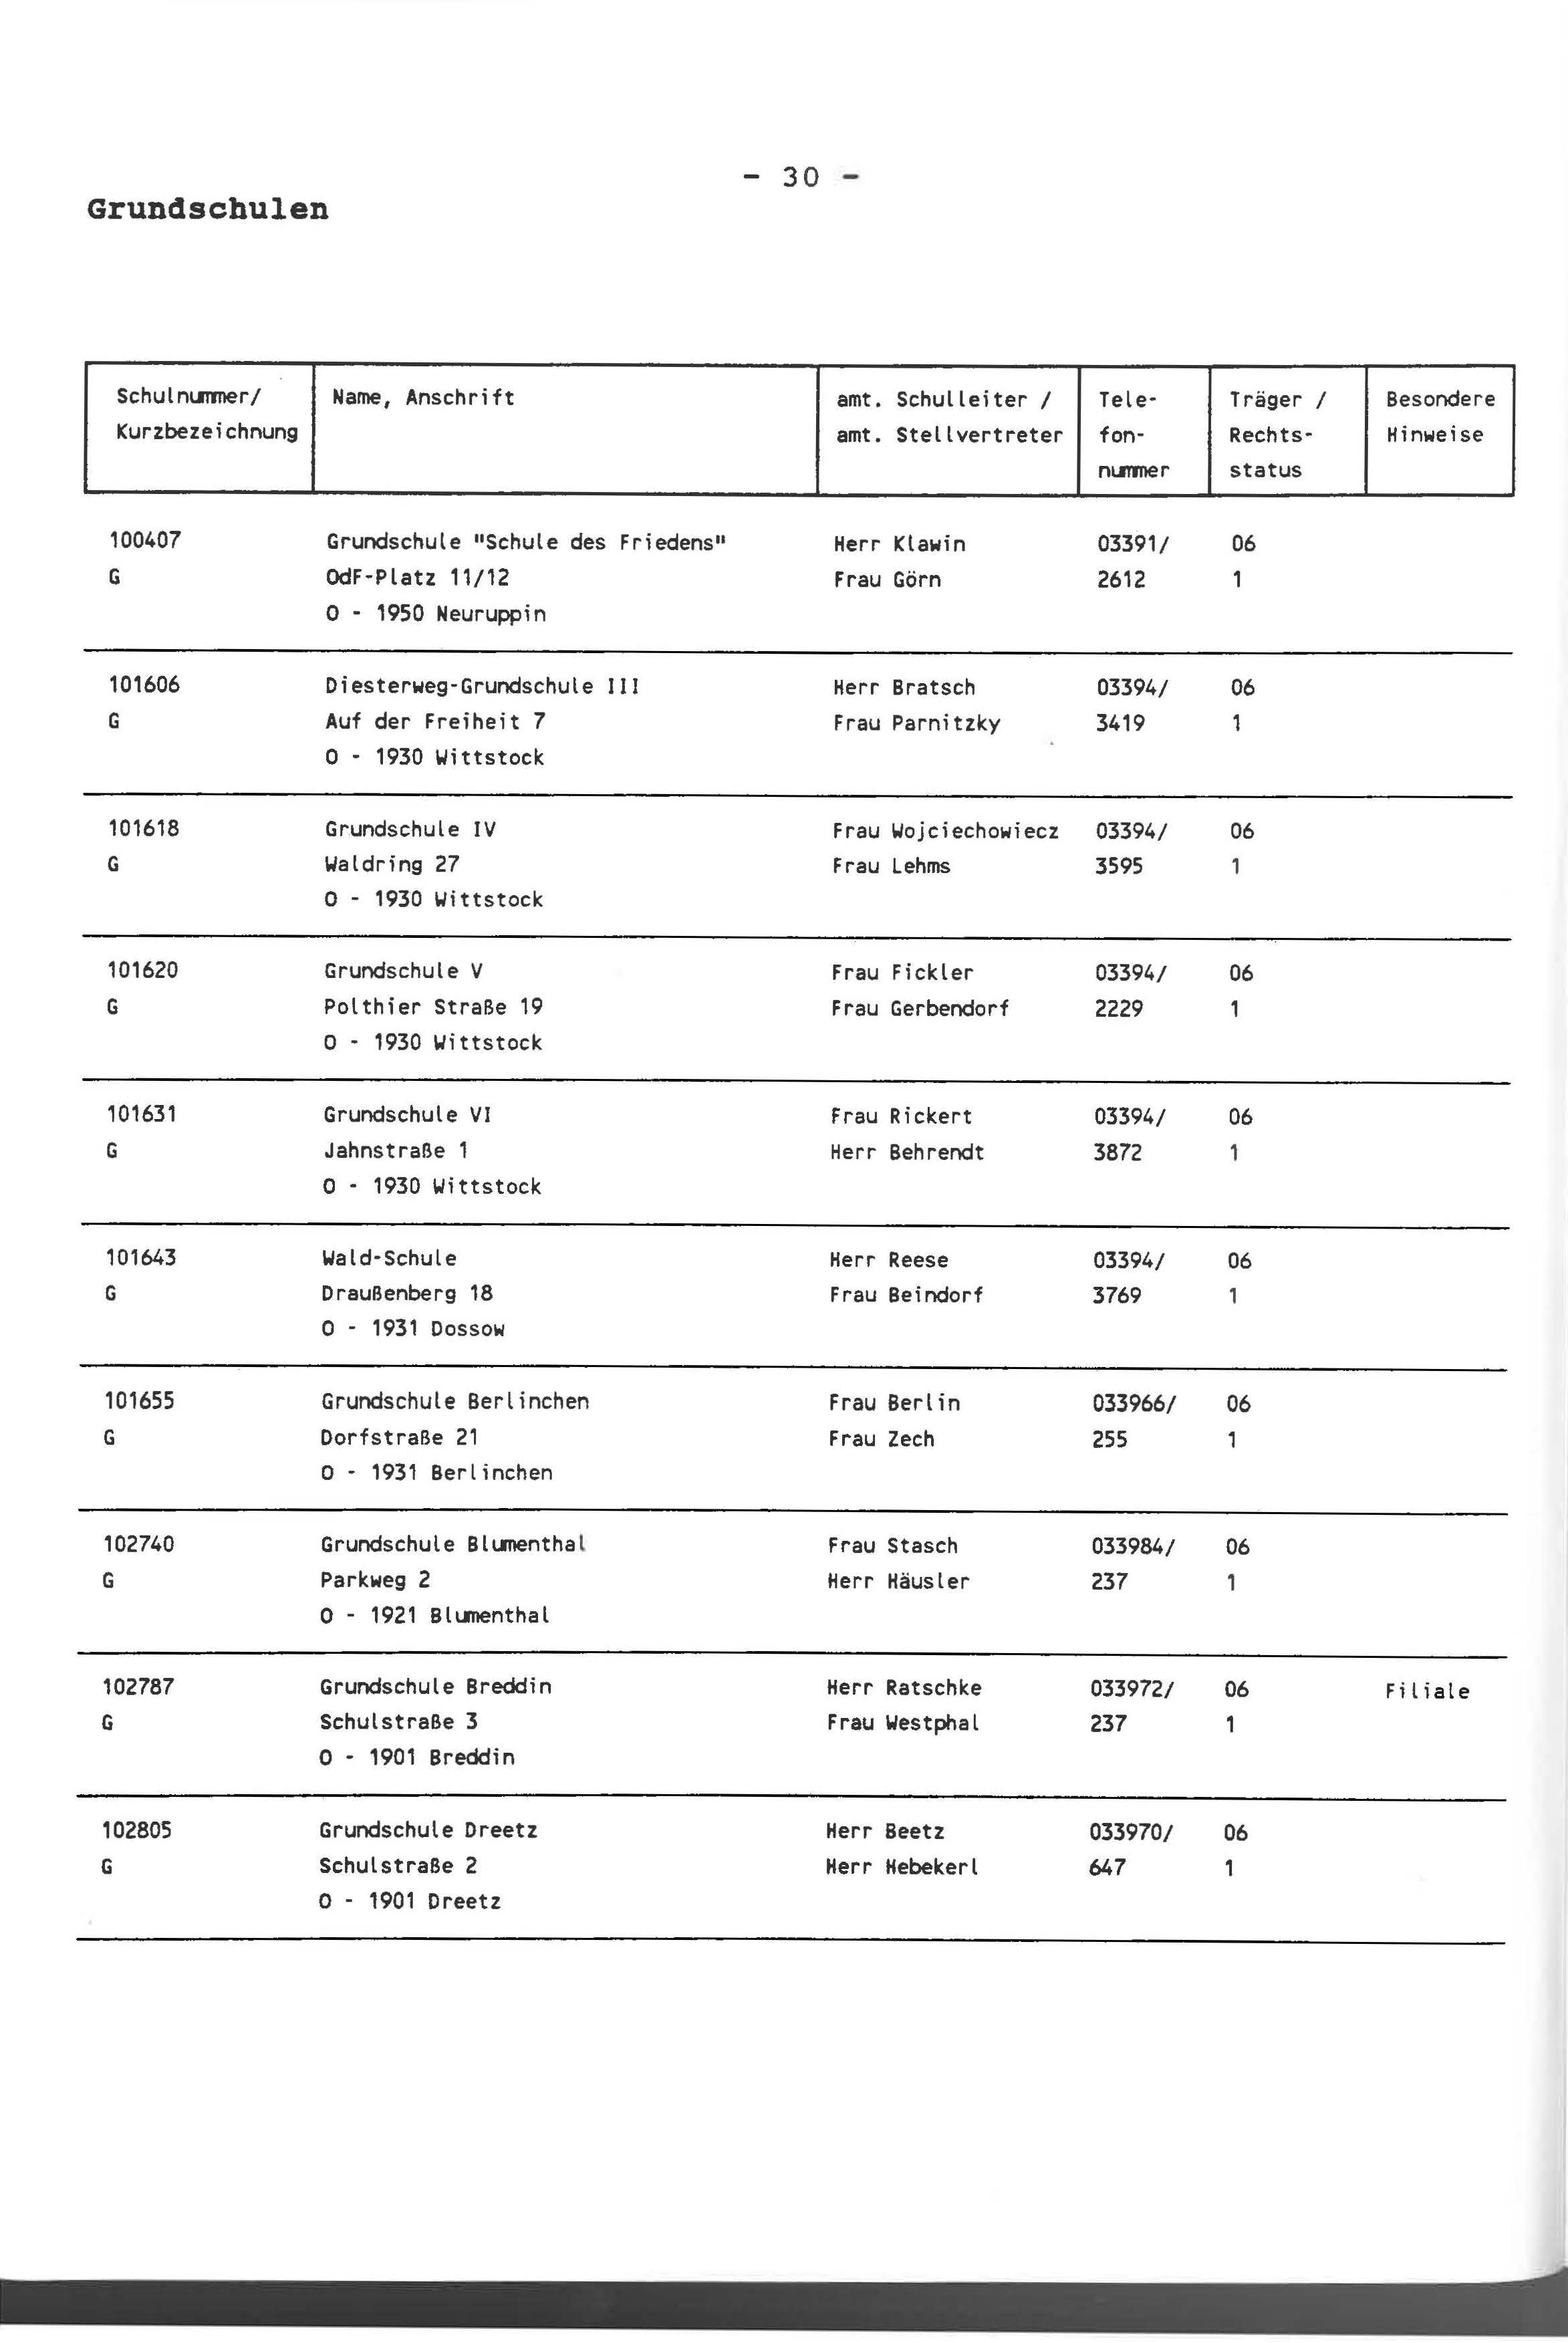 - 30 -
Grundschulen
Schulnummer/ Name, Anschrift amt. Schulleiter / Tele- Träger / Besondere
Kurzbezeichnung amt. Stellvertreter fon- Rechts- Hinweise
nummer status
100407 Grundschule "Schule des Friedens" Herr Klawin 03391/ 06
G OdF-Platz 11/12 Frau Görn 2612 1
O - 1950 Neuruppin
101606 Diesterweg-Grundschule III Herr Bratsch 03394/ 06
G Auf der Freiheit 7 Frau Parnitzky 3419 1
O - 1930 Wittstock
101618 Grundschule IV Frau Wojciechowiecz 03394/ 06
G Waldring 27 Frau Lehms 3595 1
O - 1930 Wittstock
101620 Grundschule V Frau Fickler 03394/ 06
G Polthier Straße 19 Frau Gerbendorf 2229 1
O - 1930 Wittstock
101631 Grundschule VI Frau Rickert 03394/ 06
G Jahnstraße 1 Herr Behrendt 3872 1
O - 1930 Wittstock
101643 Wald-Schule Herr Reese 03394/ 06
G Draußenberg 18 Frau Beindorf 3769 1
O - 1931 Dossow
101655 Grundschule Berlinchen Frau Berlin 033966/ 06
G Dorfstraße 21 Frau Zech 255 1
O - 1931 Berlinchen
102740 Grundschule Blumenthal Frau Stasch 033984/ 06
G Parkweg 2 Herr Häusler 237 1
O - 1921 Blumenthal
102787 Grundschule Breddin Herr Ratschke 033972/ 06 Filiale
G Schulstraße 3 Frau Westphal 237 1
O - 1901 Breddin
102805 Grundschule Dreetz Herr Beetz 033970/ 06
G Schulstraße 2 Herr Hebekerl 647 1
O - 1901 Dreetz